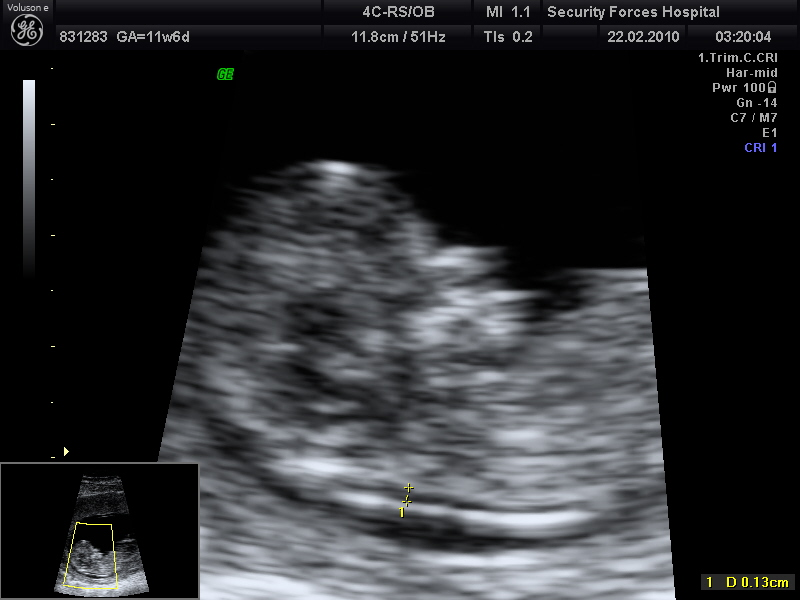 Voluson e
4C-RS/OB
MI 1.1
Security Forces Hospital
GE
831283 GA=11w6d
11.8cm / 51Hz
TIs 0.2
22.02.2010
03:20:04
1.Trim.C.CRI
Har-mid
Pwr 100
Gn -14
C7 / M7
E1
CRI 1
GE
1
1 D 0.13cm